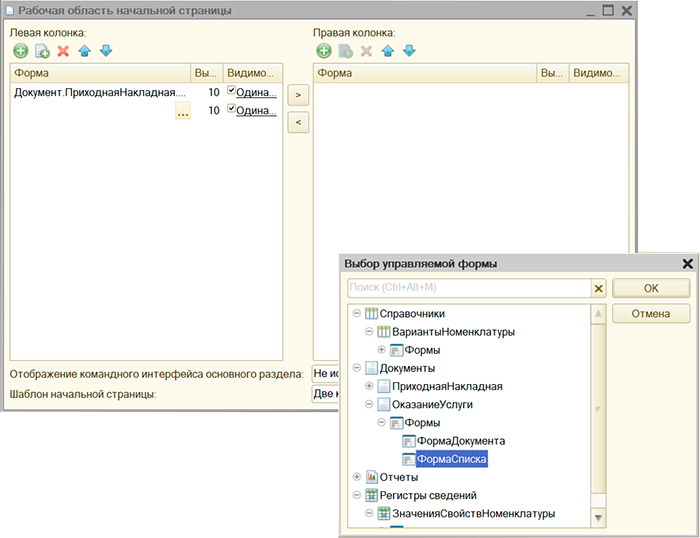 Рабочая область начальной страницы
Левая колонка:
Правая колонка:
Форма Вы... Видимо...
Форма Вы... Видимо...
Документ.ПриходнаяНакладная.... 10 Одина...
... 10 Одина...
>
<
Отображение командного интерфейса основного раздела: Не ис
Шаблон начальной страницы: Две к
Выбор управляемой формы
Поиск (Ctrl+Alt+M)
OK
Отмена
Справочники
ВариантыНоменклатуры
Формы
Документы
ПриходнаяНакладная
ОказаниеУслуги
Формы
ФормаДокумента
ФормаСписка
Отчеты
Регистры сведений
ЗначенияСвойствНоменклатуры